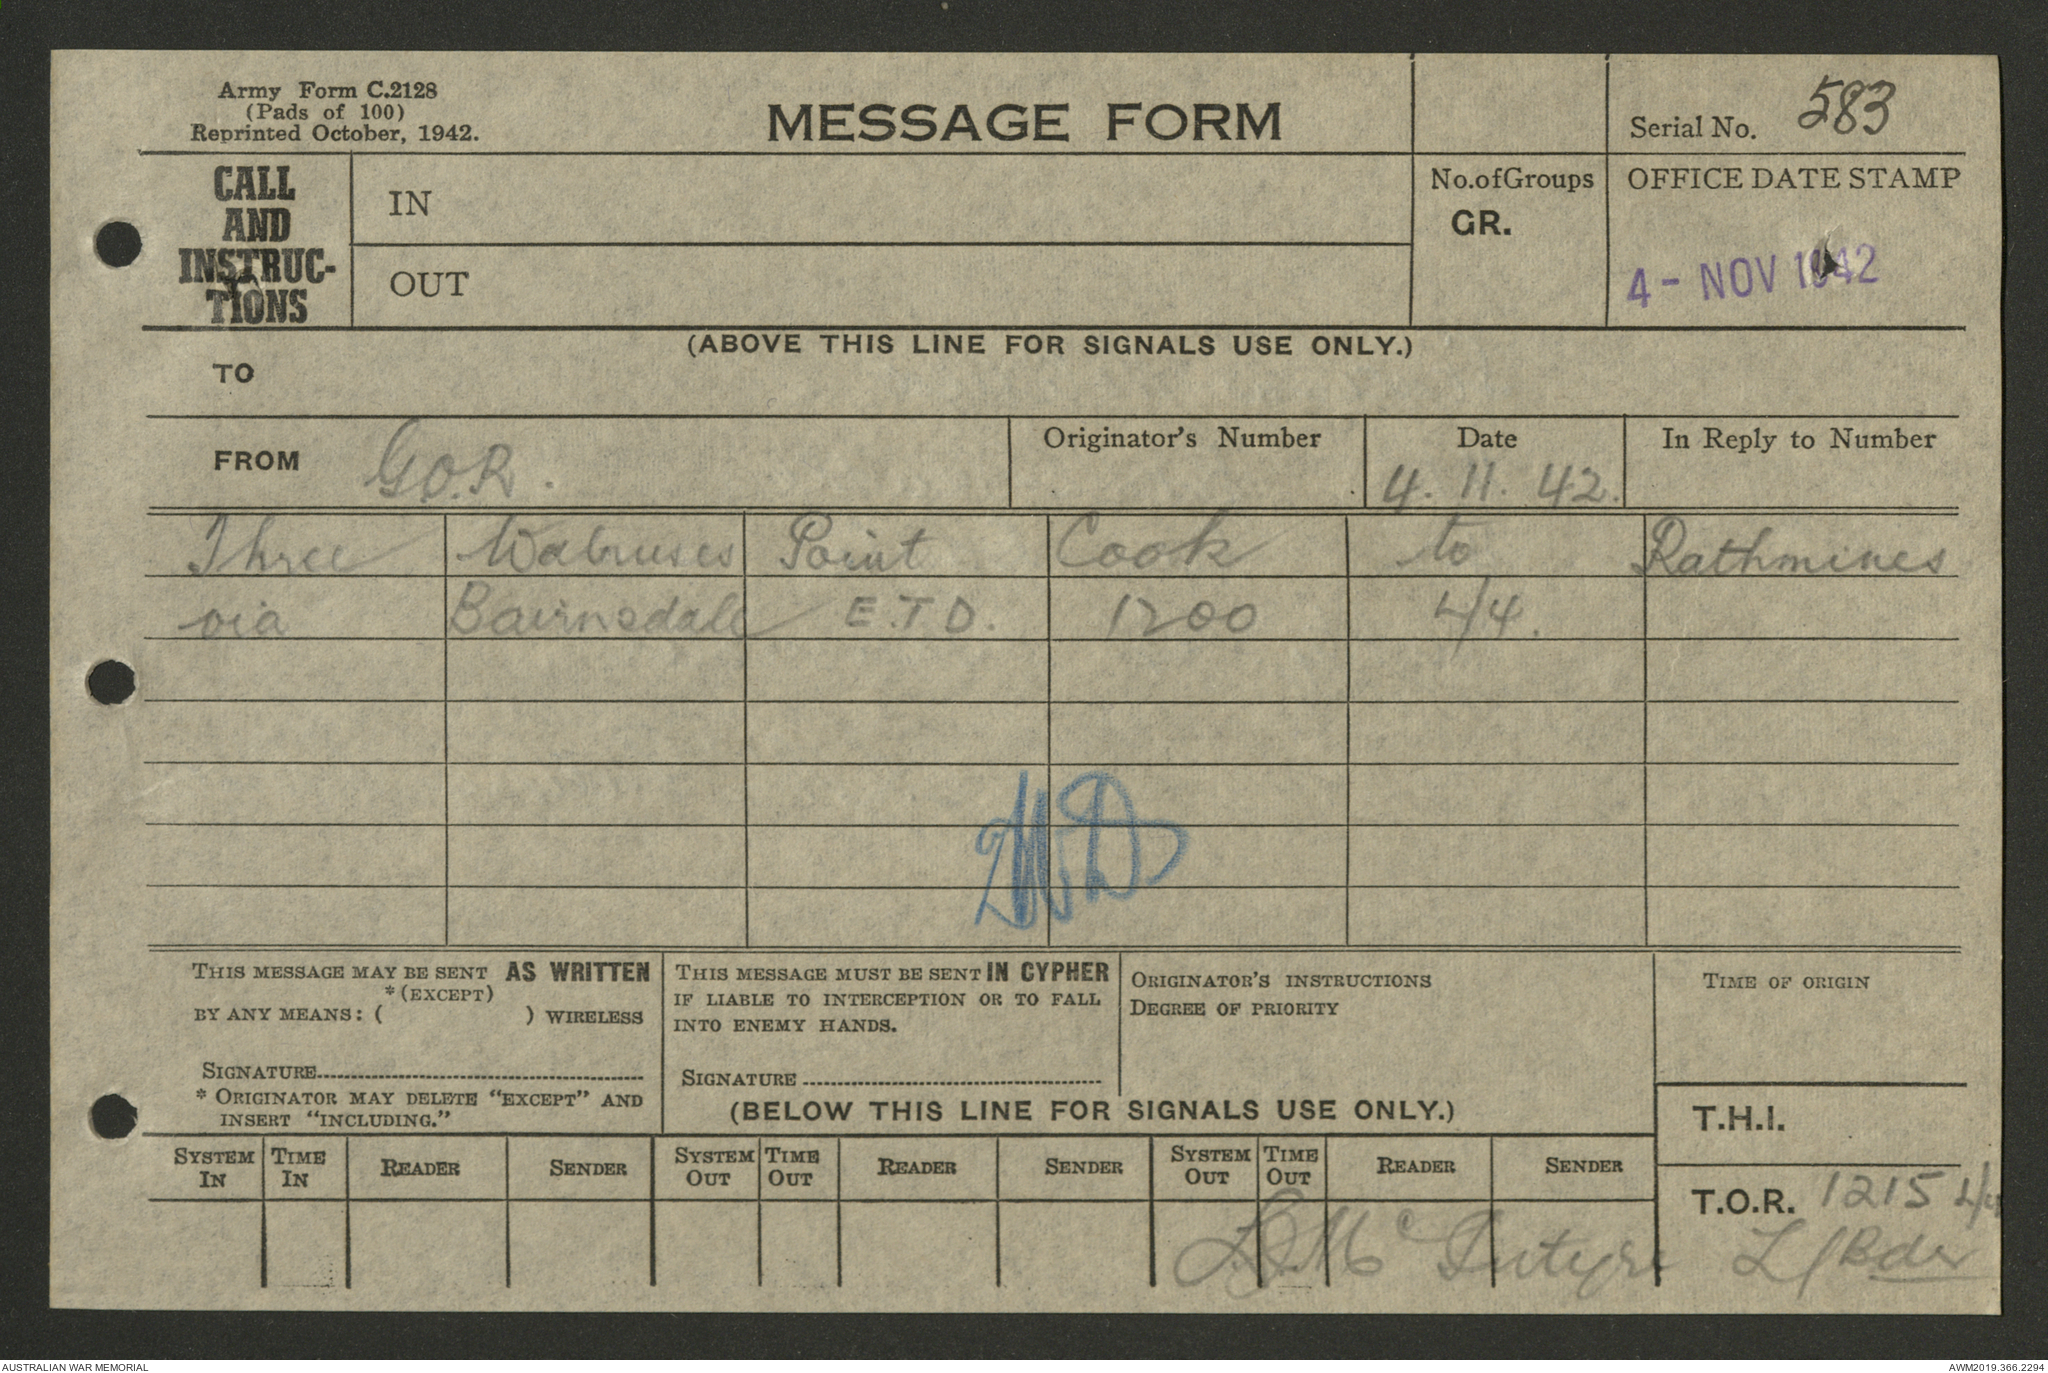 Army Form C.2128
(Pads of 100)
Reprinted October, 1942.
MESSAGE FORM
Serial No. 583
CALL
AND
INSTRUC-
TIONS
IN
OUT
No. of Groups
GR.
OFFICE DATE STAMP
4 - NOV 1942
(ABOVE THIS LINE FOR SIGNALS USE ONLY.)
TO
FROM G.O.R.
Originator's Number
Date
4. 11. 42.
In Reply to Number
Three Walruses Point Cook to Rathmines
via Bairnsdale E.T.D. 1200 L/4.
THIS MESSAGE MAY BE SENT AS WRITTEN
*(EXCEPT)
BY ANY MEANS: ( ) WIRELESS
SIGNATURE
* ORIGINATOR MAY DELETE "EXCEPT" AND
INSERT "INCLUDING."
THIS MESSAGE MUST BE SENT IN CYPHER
IF LIABLE TO INTERCEPTION OR TO FALL
INTO ENEMY HANDS.
SIGNATURE
ORIGINATOR'S INSTRUCTIONS
DEGREE OF PRIORITY
TIME OF ORIGIN
(BELOW THIS LINE FOR SIGNALS USE ONLY.)
T.H.I.
SYSTEM IN TIME IN READER SENDER SYSTEM OUT TIME OUT READER SENDER SYSTEM OUT TIME OUT READER SENDER
T.O.R. 1215 L/4
McIntyre L/Bdr
AUSTRALIAN WAR MEMORIAL
AWM2019.366.2294